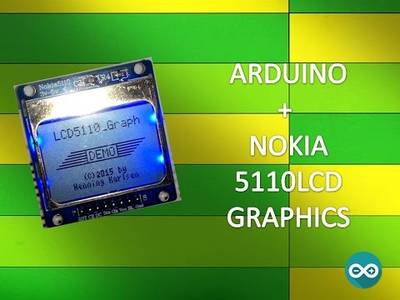 Nokia5110
LCD5110_Graph
DEMO
(C)2015 by
Henning Karlsen
ARDUINO
+
NOKIA
5110LCD
GRAPHICS